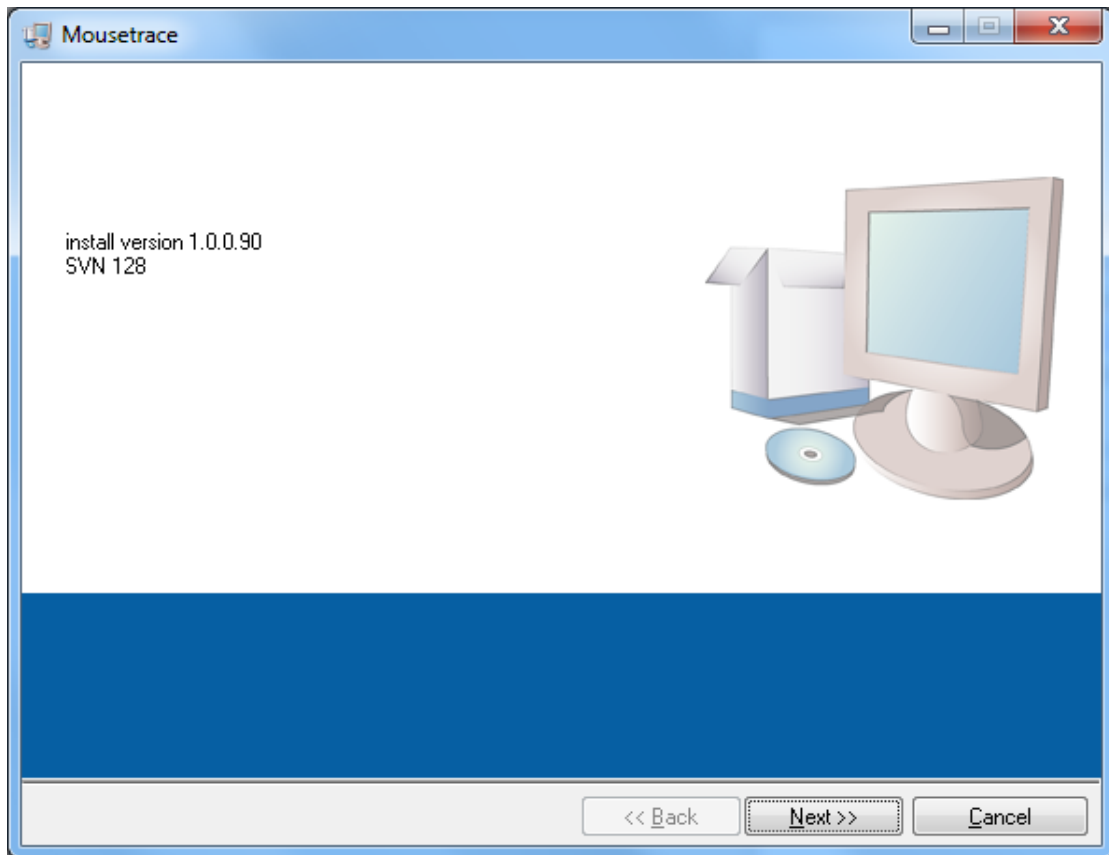 Mousetrace
install version 1.0.0.90
SVN 128
<< Back
Next >>
Cancel